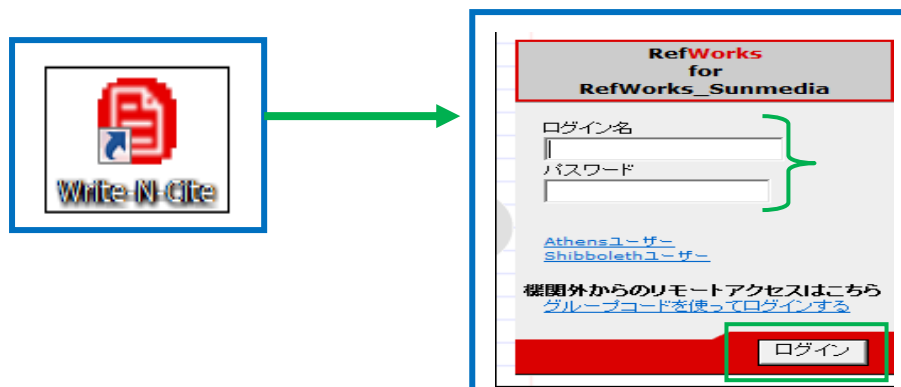 Write-N-Cite
RefWorks
for
RefWorks_Sunmedia
ログイン名
パスワード
Athensユーザー
Shibbolethユーザー
機関外からのリモートアクセスはこちら
グループコードを使ってログインする
ログイン